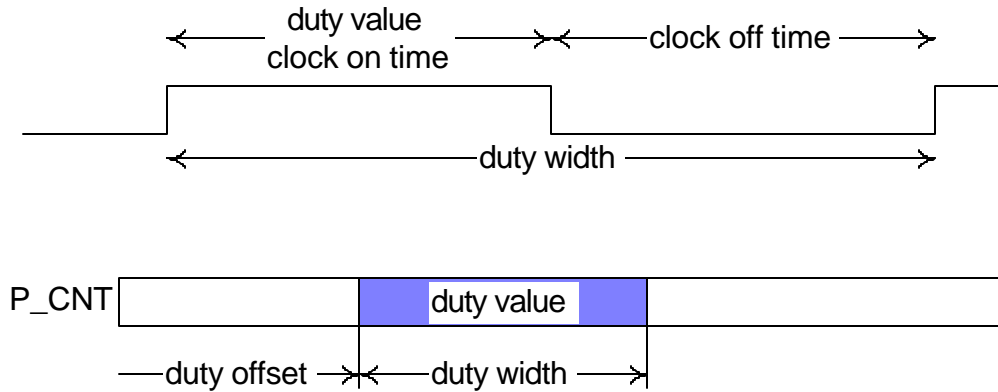 duty value
clock on time
clock off time
duty width
P_CNT
duty value
duty offset
duty width